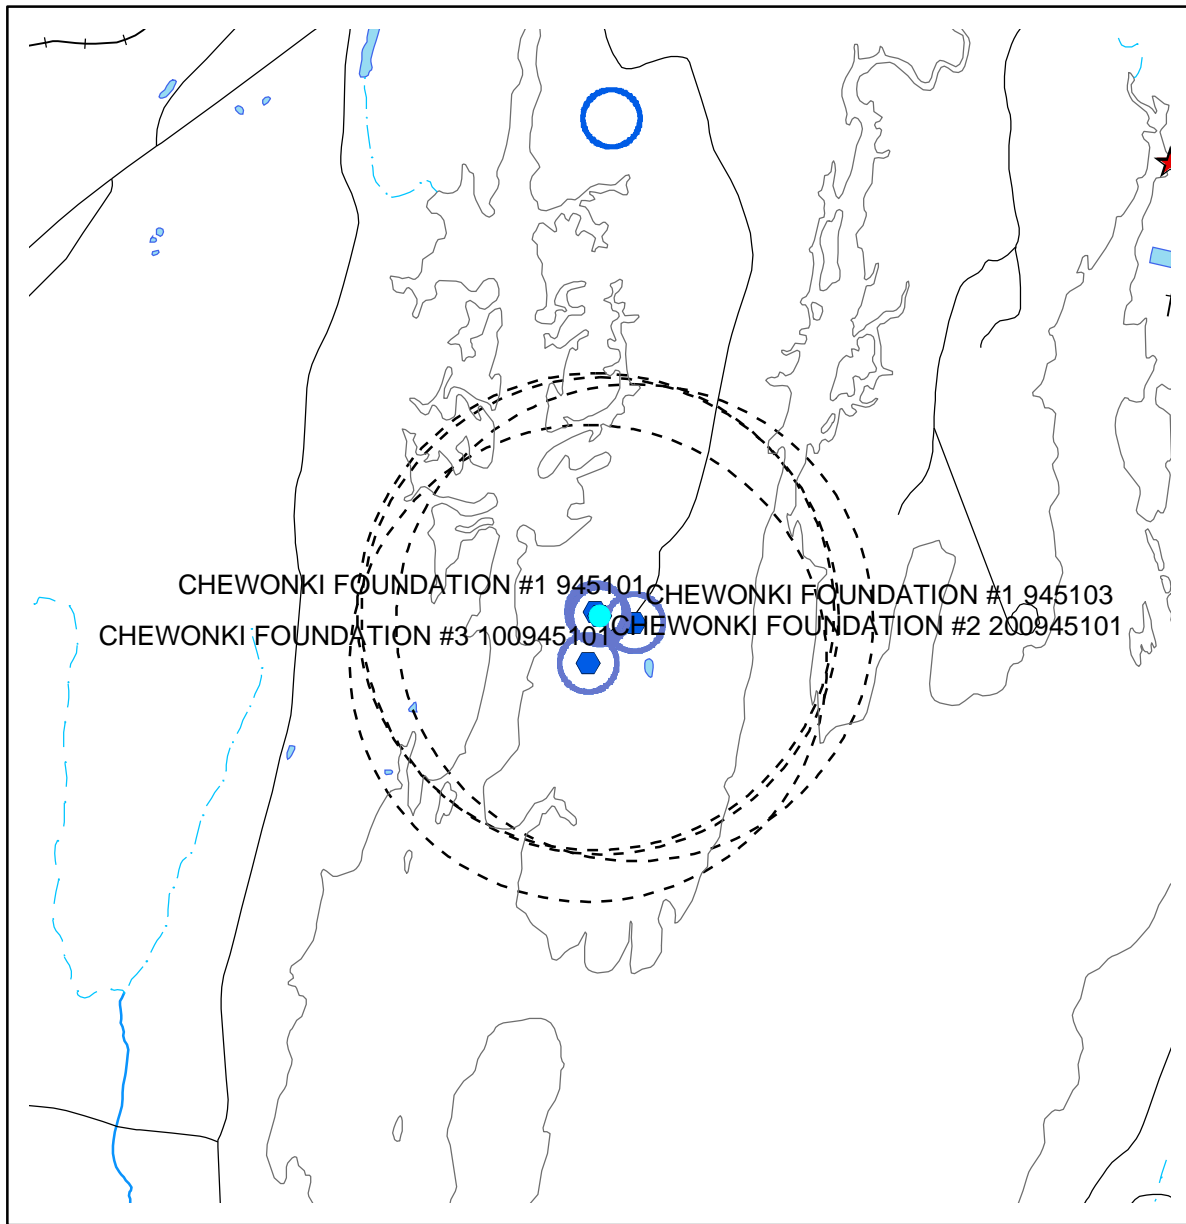 CHEWONKI FOUNDATION #1 945101
CHEWONKI FOUNDATION #1 945103
CHEWONKI FOUNDATION #2 200945101
CHEWONKI FOUNDATION #3 100945101